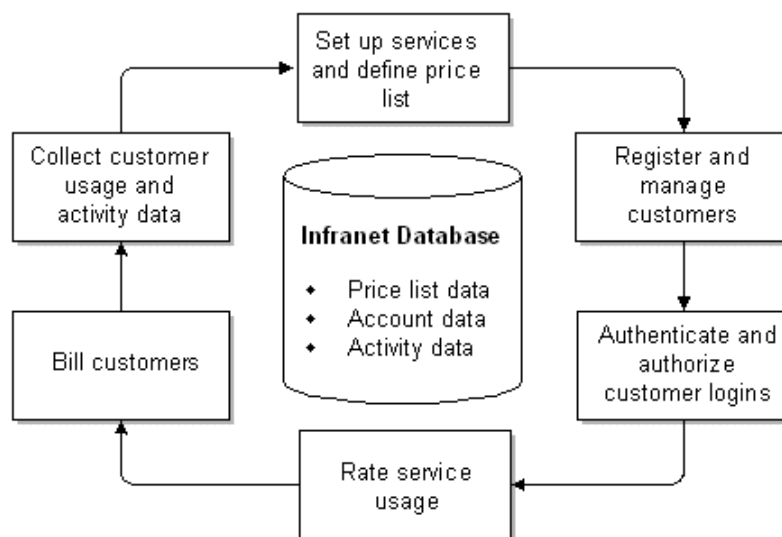 Set up services
and define price
list
Collect customer
usage and
activity data
Register and
manage
customers
Infranet Database
♦ Price list data
♦ Account data
♦ Activity data
Bill customers
Authenticate and
authorize
customer logins
Rate service
usage